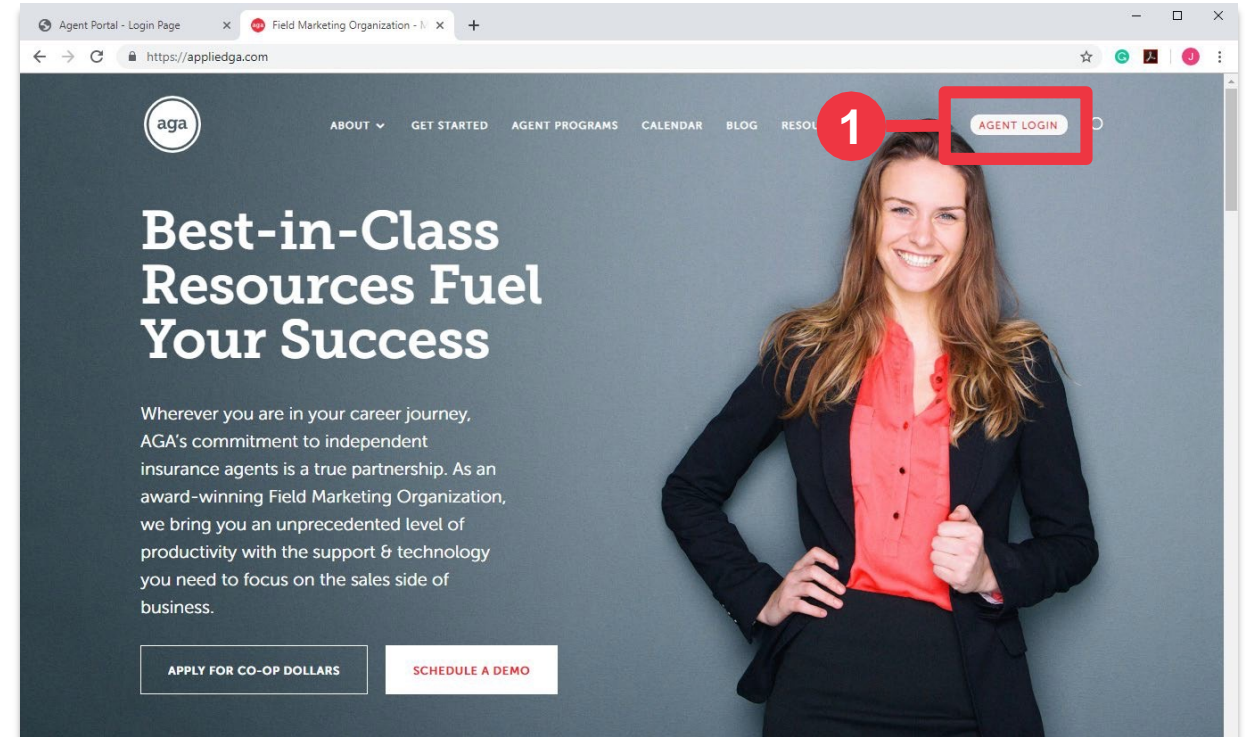 Agent Portal - Login Page
Field Marketing Organization -
https://appliedga.com
J
aga
ABOUT GET STARTED AGENT PROGRAMS CALENDAR BLOG
1
AGENT LOGIN
Best-in-Class
Resources Fuel
Your Success
Wherever you are in your career journey,
AGA's commitment to independent
insurance agents is a true partnership. As an
award-winning Field Marketing Organization,
we bring you an unprecedented level of
productivity with the support & technology
you need to focus on the sales side of
business.
APPLY FOR CO-OP DOLLARS SCHEDULE A DEMO